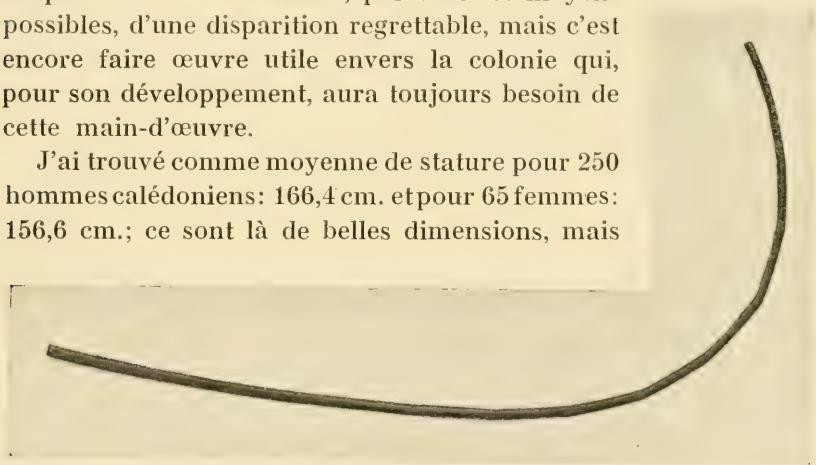 possibles, d'une disparition regrettable, mais c'est
encore faire œuvre utile envers la colonie qui,
pour son développement, aura toujours besoin de
cette main-d'œuvre.
J'ai trouvé comme moyenne de stature pour 250
hommes calédoniens: 166,4 cm. et pour 65 femmes:
156,6 cm.; ce sont là de belles dimensions, mais